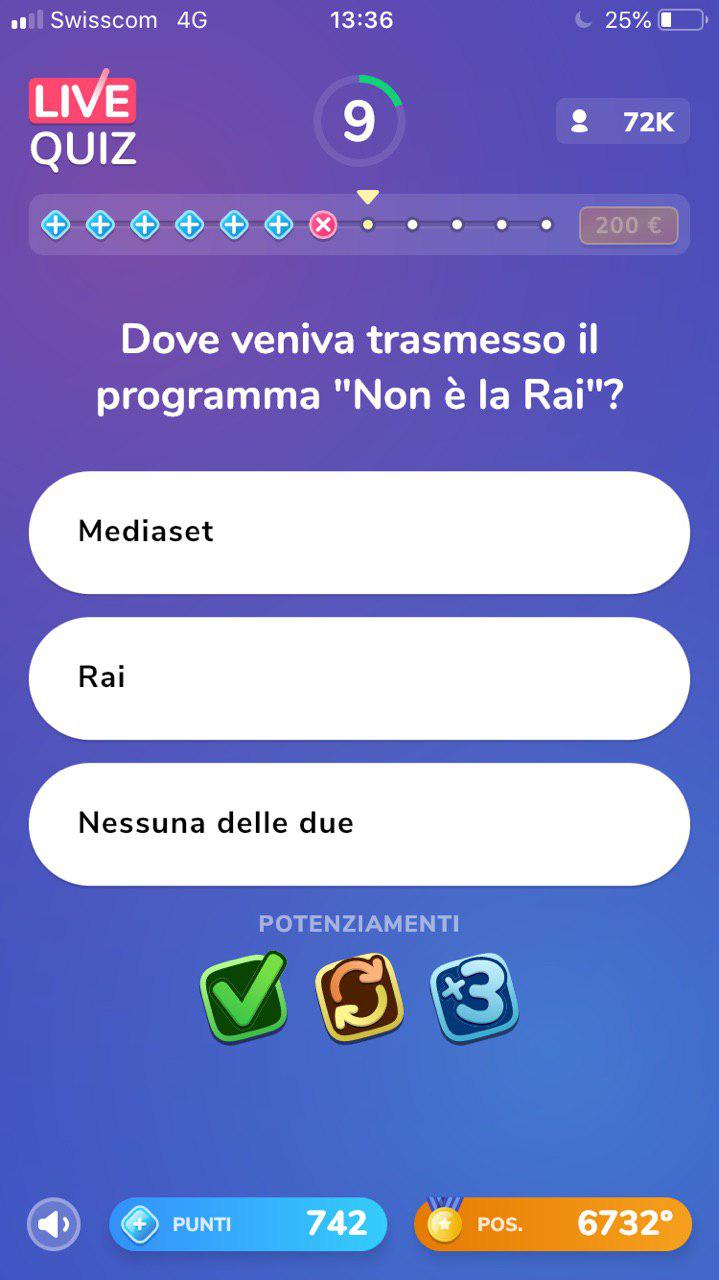 Swisscom 4G 13:36 25%
LIVE
QUIZ
9
72K
200 €
Dove veniva trasmesso il
programma "Non è la Rai"?
Mediaset
Rai
Nessuna delle due
POTENZIAMENTI
×3
PUNTI 742 POS. 6732°